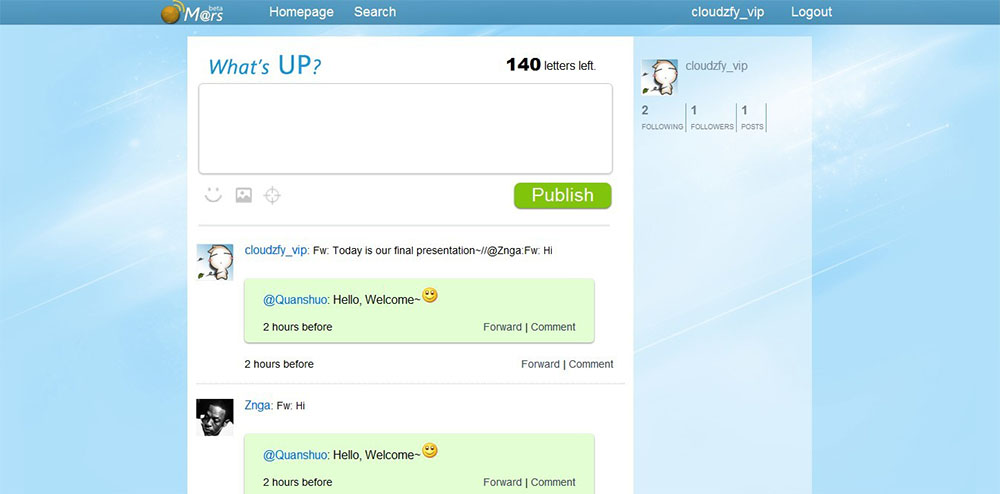 M@rs beta
Homepage Search cloudzfy_vip Logout
What's UP? 140 letters left.
Publish
cloudzfy_vip
2 1 1
FOLLOWING FOLLOWERS POSTS
cloudzfy_vip: Fw: Today is our final presentation~//@Znga:Fw: Hi
@Quanshuo: Hello, Welcome~
2 hours before Forward | Comment
2 hours before Forward | Comment
Znga: Fw: Hi
@Quanshuo: Hello, Welcome~
2 hours before Forward | Comment